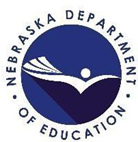 NEBRASKA DEPARTMENT
OF EDUCATION